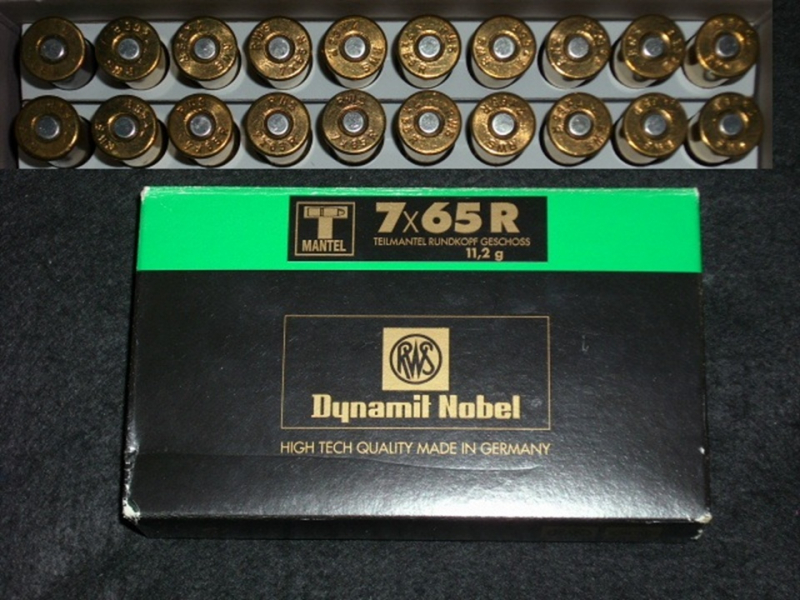 T
MANTEL
7x65 R
TEILMANTEL RUNDKOPF GESCHOSS
11,2 g
RWS
Dynamit Nobel
HIGH TECH QUALITY MADE IN GERMANY